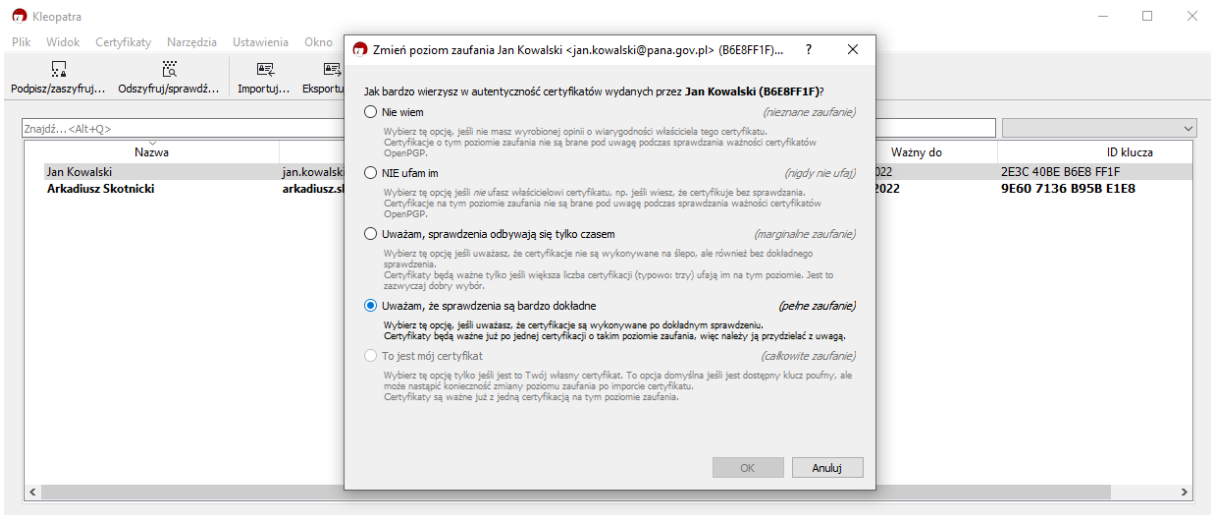 Kleopatra
Plik Widok Certyfikaty Narzędzia Ustawienia Okno
Podpisz/zaszyfruj... Odszyfruj/sprawdź... Importuj... Eksportu
Znajdź...<Alt+Q>
Nazwa Ważny do ID klucza
Jan Kowalski jan.kowalski 022 2E3C 40BE B6E8 FF1F
Arkadiusz Skotnicki arkadiusz.sl 2022 9E60 7136 B95B E1E8
Zmień poziom zaufania Jan Kowalski <jan.kowalski@pana.gov.pl> (B6E8FF1F)... ?
Jak bardzo wierzysz w autentyczność certyfikatów wydanych przez Jan Kowalski (B6E8FF1F)?
Nie wiem (nieznane zaufanie)
Wybierz tę opcję, jeśli nie masz wyrobionej opinii o wiarygodności właściciela tego certyfikatu.
Certyfikacje o tym poziomie zaufania nie są brane pod uwagę podczas sprawdzania ważności certyfikatów
OpenPGP.
NIE ufam im (nigdy nie ufaj)
Wybierz tę opcję jeśli nie ufasz właścicielowi certyfikatu, np. jeśli wiesz, że certyfikuje bez sprawdzania.
Certyfikacje na tym poziomie zaufania nie są brane pod uwagę podczas sprawdzania ważności certyfikatów
OpenPGP.
Uważam, sprawdzenia odbywają się tylko czasem (marginalne zaufanie)
Wybierz tę opcję jeśli uważasz, że certyfikacje nie są wykonywane na ślepo, ale również bez dokładnego
sprawdzenia.
Certyfikaty będą ważne tylko jeśli większa liczba certyfikacji (typowo: trzy) ufają im na tym poziomie. Jest to
zazwyczaj dobry wybór.
Uważam, że sprawdzenia są bardzo dokładne (pełne zaufanie)
Wybierz tę opcję, jeśli uważasz, że certyfikacje są wykonywane po dokładnym sprawdzeniu.
Certyfikaty będą ważne już po jednej certyfikacji o takim poziomie zaufania, więc należy ją przydzielać z uwagą.
To jest mój certyfikat (całkowite zaufanie)
Wybierz tę opcję tylko jeśli jest to Twój własny certyfikat. To opcja domyślna jeśli jest dostępny klucz poufny, ale
może nastąpić konieczność zmiany poziomu zaufania po imporcie certyfikatu.
Certyfikaty są ważne już z jedną certyfikacją na tym poziomie zaufania.
OK Anuluj